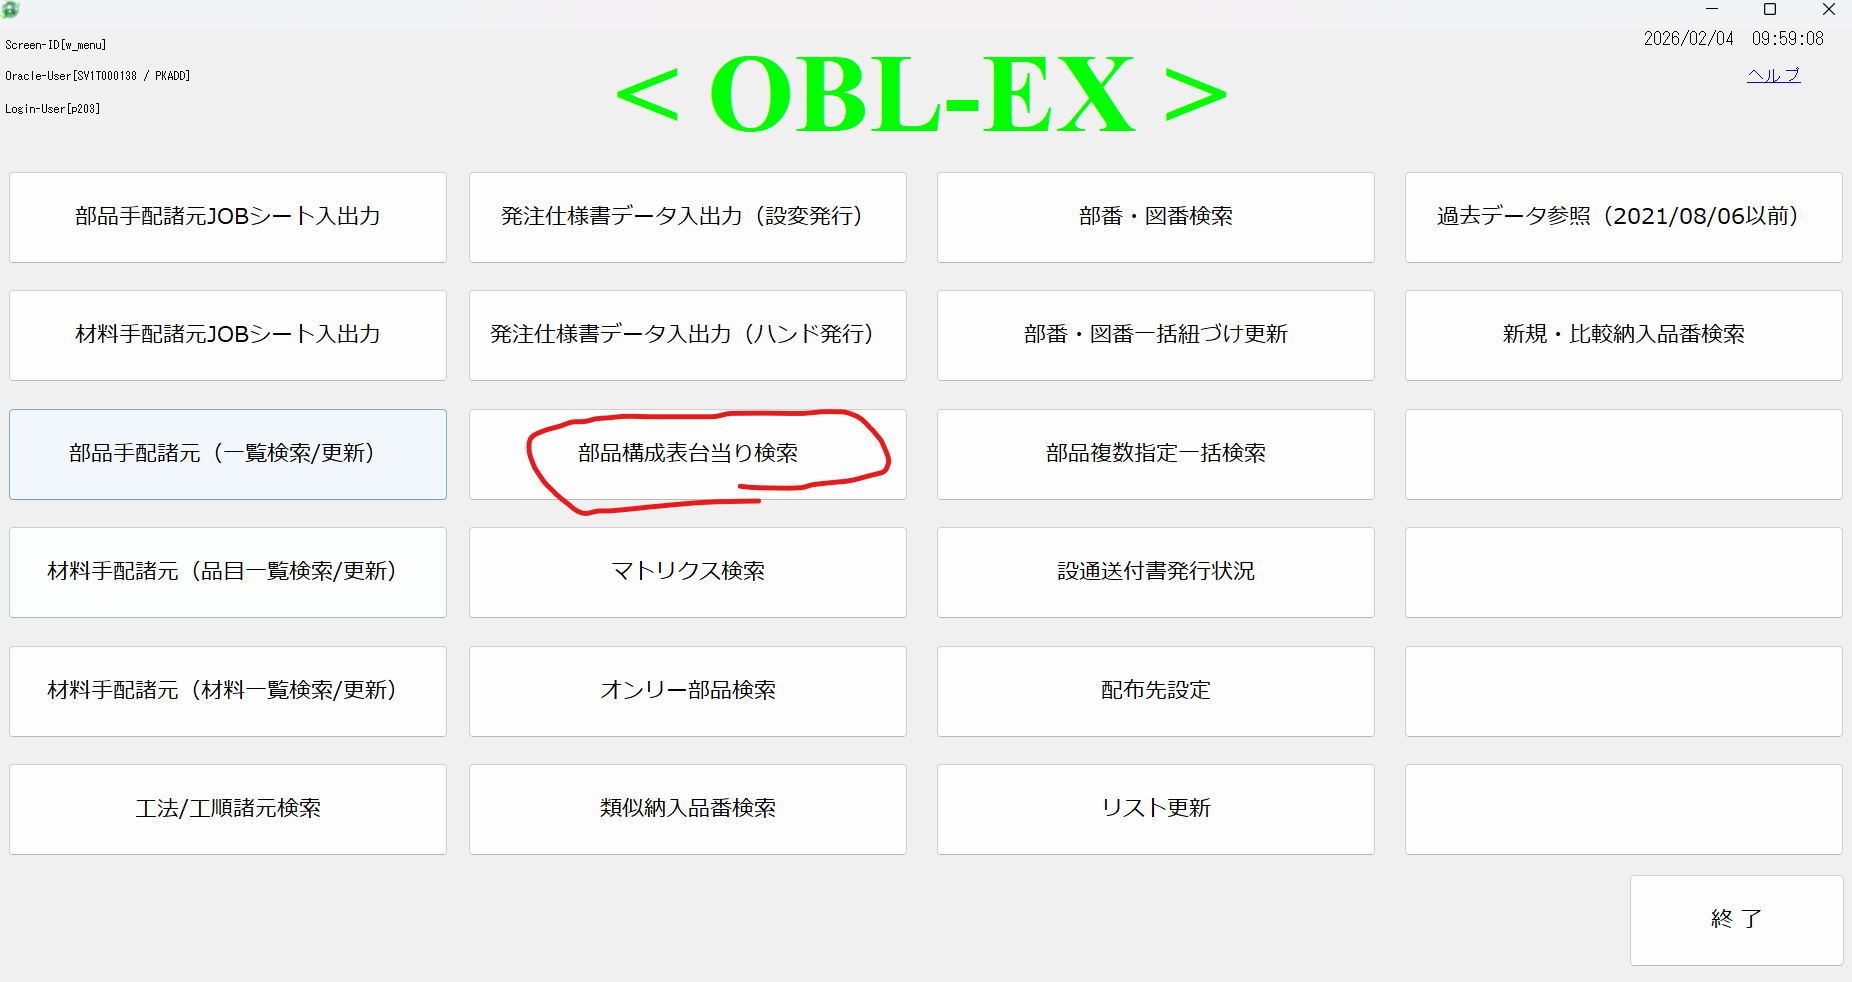 Screen-ID[w_menu]
2026/02/04 09:59:08
Oracle-User[SV1T000138 / PKADD]
ヘルプ
Login-User[p203]
< OBL-EX >
部品手配諸元JOBシート入出力
発注仕様書データ入出力（設変発行）
部番・図番検索
過去データ参照（2021/08/06以前）
材料手配諸元JOBシート入出力
発注仕様書データ入出力（ハンド発行）
部番・図番一括紐づけ更新
新規・比較納入品番検索
部品手配諸元（一覧検索/更新）
部品構成表台当り検索
部品複数指定一括検索
材料手配諸元（品目一覧検索/更新）
マトリクス検索
設通送付書発行状況
材料手配諸元（材料一覧検索/更新）
オンリー部品検索
配布先設定
工法/工順諸元検索
類似納入品番検索
リスト更新
終 了